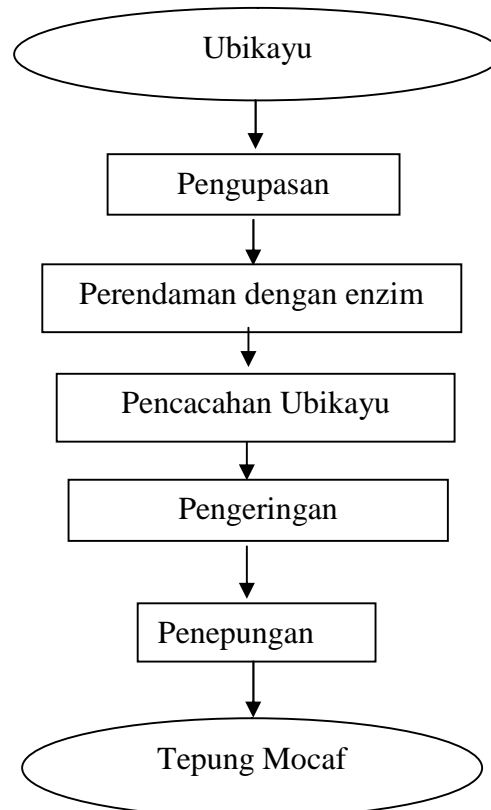 Ubikayu
Pengupasan
Perendaman dengan enzim
Pencacahan Ubikayu
Pengeringan
Penepungan
Tepung Mocaf